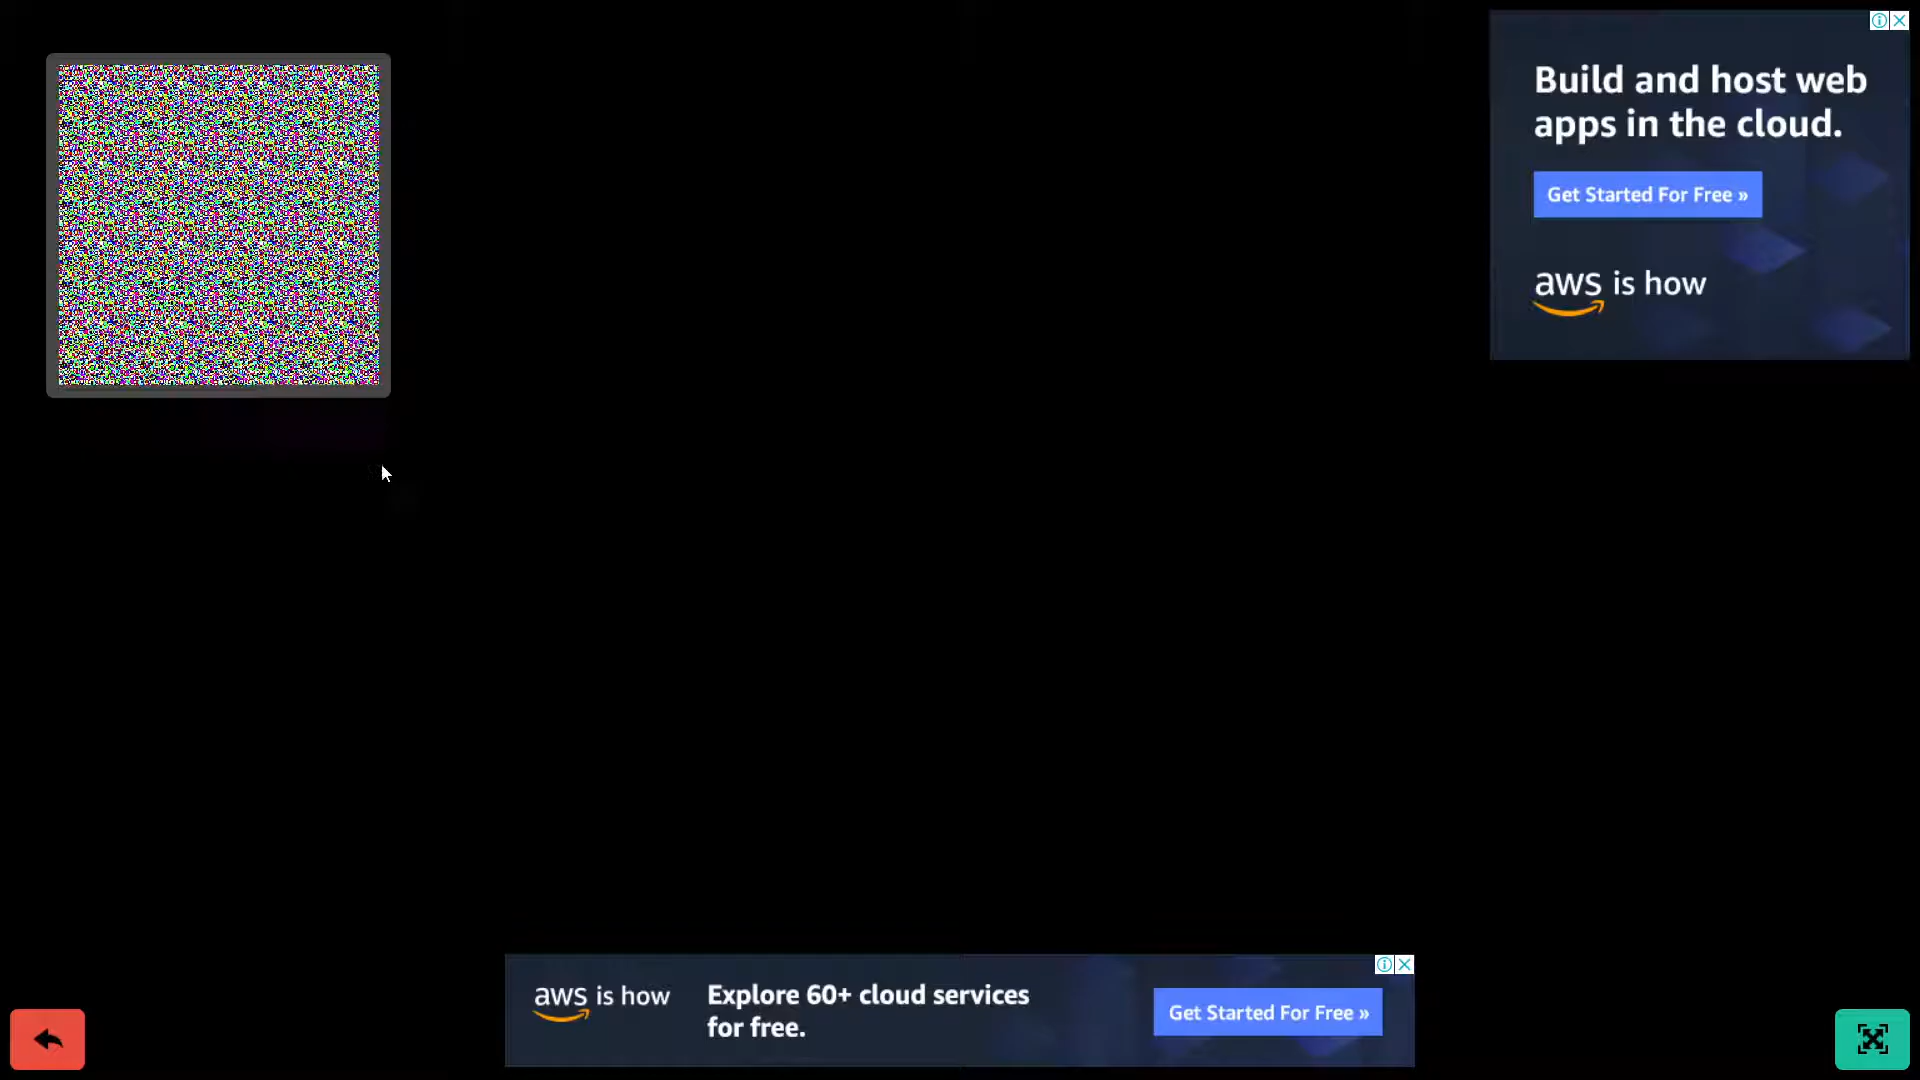 Build and host web
apps in the cloud.
Get Started For Free »
aws is how
aws is how
Explore 60+ cloud services
for free.
Get Started For Free »